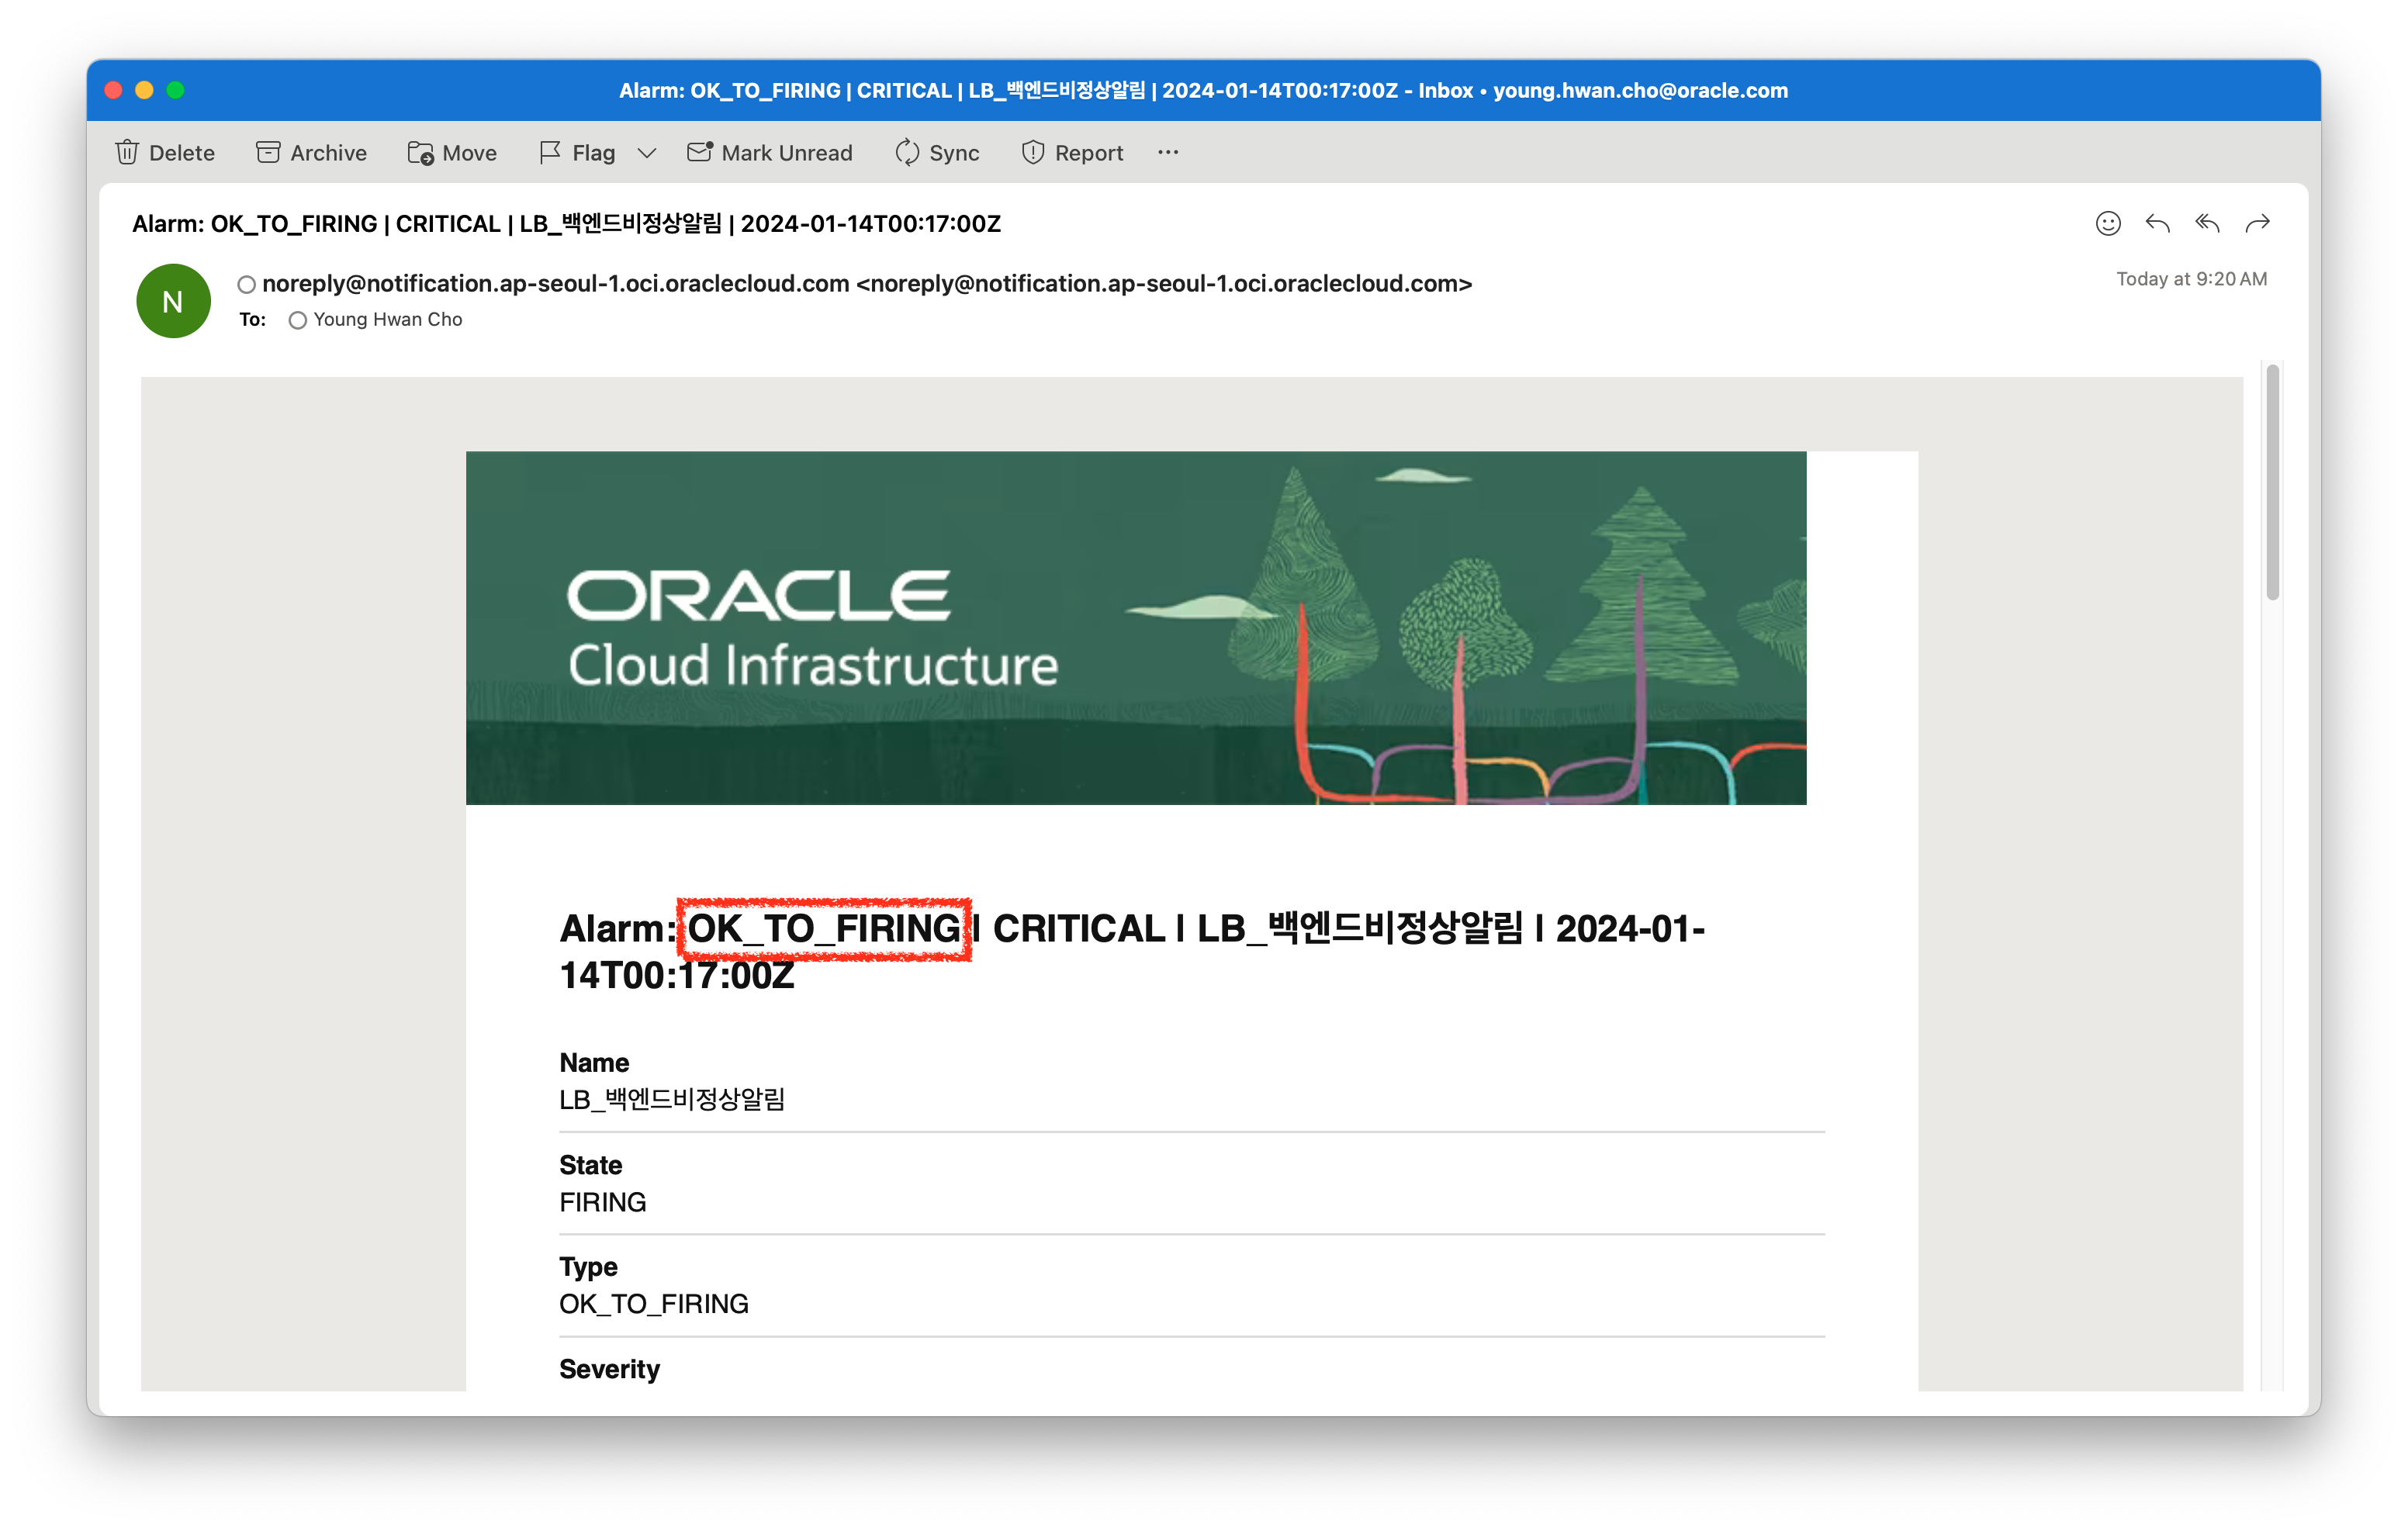 Alarm: OK_TO_FIRING | CRITICAL | LB_백엔드비정상알림 | 2024-01-14T00:17:00Z - Inbox • young.hwan.cho@oracle.com
Delete Archive Move Flag Mark Unread Sync Report ···
Alarm: OK_TO_FIRING | CRITICAL | LB_백엔드비정상알림 | 2024-01-14T00:17:00Z
N
noreply@notification.ap-seoul-1.oci.oraclecloud.com <noreply@notification.ap-seoul-1.oci.oraclecloud.com>
Today at 9:20 AM
To: Young Hwan Cho
ORACLE
Cloud Infrastructure
Alarm: OK_TO_FIRING | CRITICAL | LB_백엔드비정상알림 | 2024-01-
14T00:17:00Z
Name
LB_백엔드비정상알림
State
FIRING
Type
OK_TO_FIRING
Severity